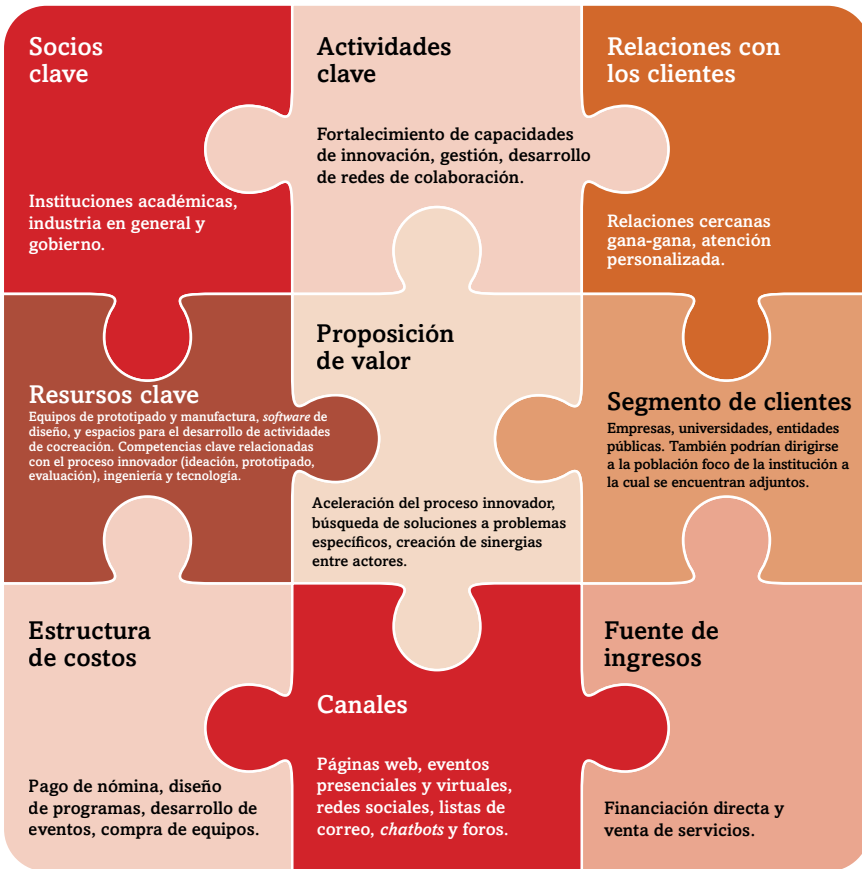 Socios
clave
Instituciones académicas,
industria en general y
gobierno.
Actividades
clave
Fortalecimiento de capacidades
de innovación, gestión, desarrollo
de redes de colaboración.
Relaciones con
los clientes
Relaciones cercanas
gana-gana, atención
personalizada.
Resursos clave
Equipos de prototipado y manufactura, software de
diseño, y espacios para el desarrollo de actividades
de cocreación. Competencias clave relacionadas
con el proceso innovador (ideación, prototipado,
evaluación), ingeniería y tecnología.
Proposición
de valor
Aceleración del proceso innovador,
búsqueda de soluciones a problemas
específicos, creación de sinergias
entre actores.
Segmento de clientes
Empresas, universidades, entidades
públicas. También podrían dirigirse
a la población foco de la institución a
la cual se encuentran adjuntos.
Estructura
de costos
Pago de nómina, diseño
de programas, desarrollo de
eventos, compra de equipos.
Canales
Páginas web, eventos
presenciales y virtuales,
redes sociales, listas de
correo, chatbots y foros.
Fuente de
ingresos
Financiación directa y
venta de servicios.